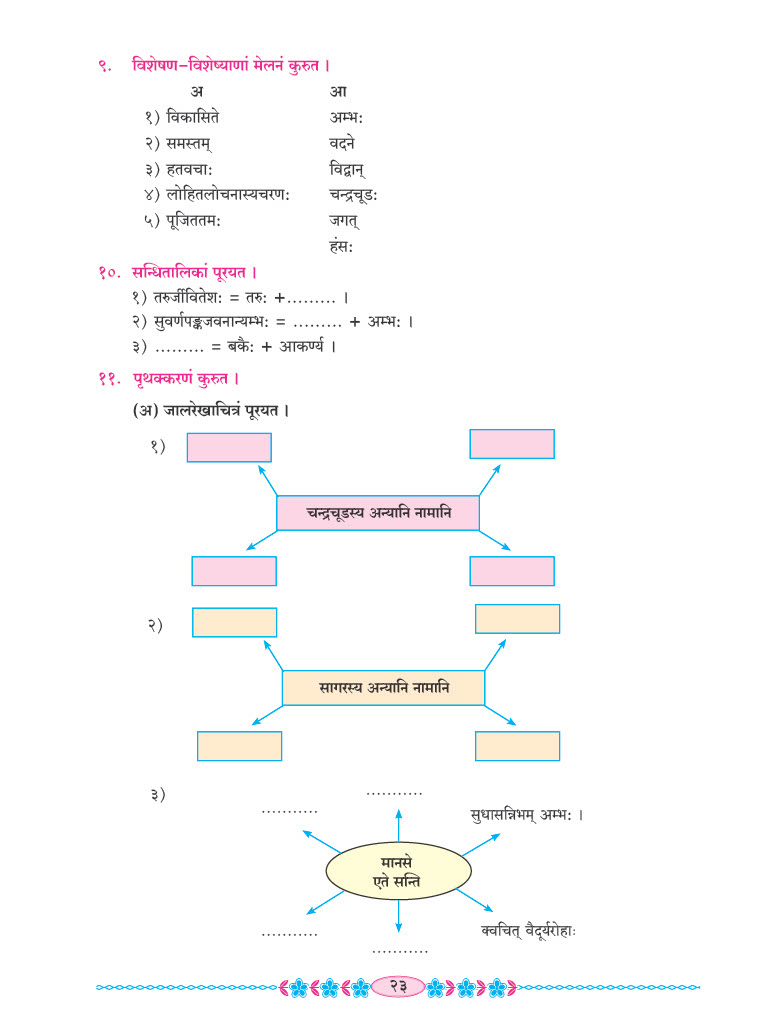 ९. विशेषण–विशेष्याणां मेलनं कुरुत ।
अ आ
१) विकासिते अम्भः
२) समस्तम् वदने
३) हतवचाः विद्वान्
४) लोहितलोचनास्यचरणः चन्द्रचूडः
५) पूजिततमः जगत्
हंसः
१०. सन्धितालिकां पूरयत ।
१) तरुर्जीवितेशः = तरुः +......... ।
२) सुवर्णपङ्कजवनान्यम्भः = ......... + अम्भः ।
३) ......... = बकैः + आकर्ण्य ।
११. पृथक्करणं कुरुत ।
(अ) जालरेखाचित्रं पूरयत ।
१)
चन्द्रचूडस्य अन्यानि नामानि
२)
सागरस्य अन्यानि नामानि
३)
...........
...........
सुधासन्निभम् अम्भः ।
मानसे
एते सन्ति
...........
क्वचित् वैदूर्यरोहाः
...........
२३